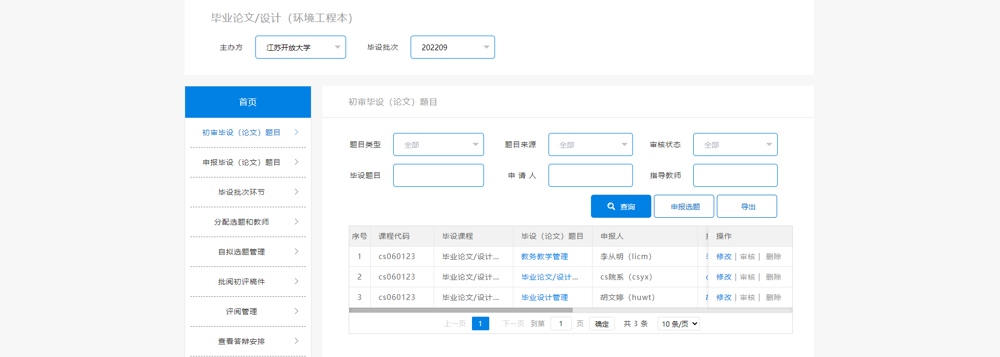 毕业论文/设计（环境工程本）
主办方 江苏开放大学 毕设批次 202209
首页
初审毕设（论文）题目
申报毕设（论文）题目
毕设批次环节
分配选题和教师
自拟选题管理
批阅初评稿件
评阅管理
查看答辩安排
初审毕设（论文）题目
题目类型 全部 题目来源 全部 审核状态 全部
毕设题目 申 请 人 指导教师
查询 申报选题 导出
序号 课程代码 毕设课程 毕设（论文）题目 申报人 操作
1 cs060123 毕业论文/设计... 教务教学管理 李从明（licm） 修改 | 审核 | 删除
2 cs060123 毕业论文/设计... 毕业论文/设计... cs院系（csyx） 修改 | 审核 | 删除
3 cs060123 毕业论文/设计... 毕业设计管理 胡文婷（huwt） 修改 | 审核 | 删除
上一页 1 下一页 到第 1 页 确定 共 3 条 10 条/页